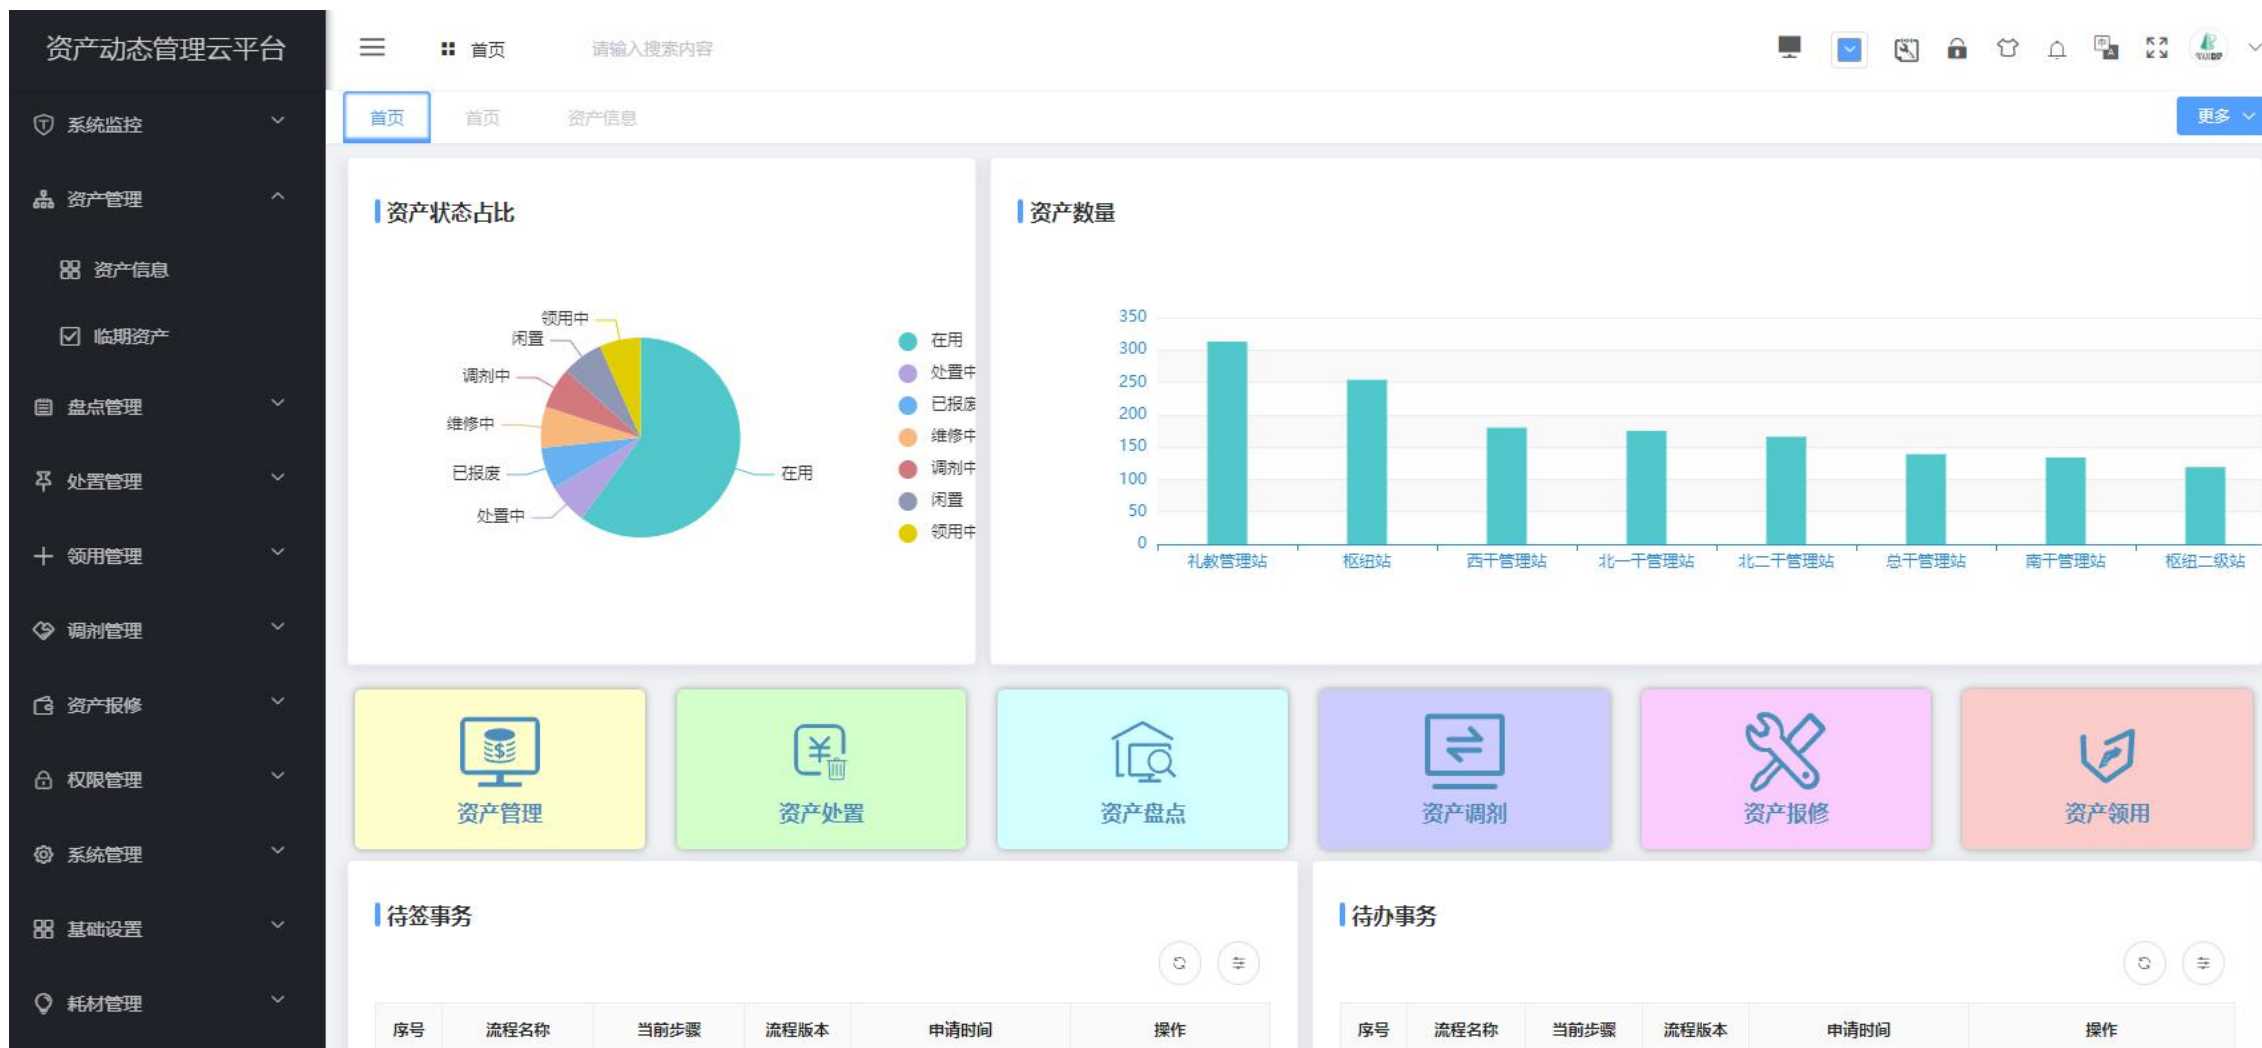 资产动态管理云平台
首页
请输入搜索内容
首页
首页
资产信息
更多
系统监控
资产管理
资产信息
临期资产
盘点管理
处置管理
领用管理
调剂管理
资产报修
权限管理
系统管理
基础设置
耗材管理
资产状态占比
领用中
闲置
调剂中
维修中
已报废
处置中
在用
在用
处置中
已报废
维修中
调剂中
闲置
领用中
资产数量
350
300
250
200
150
100
50
0
礼教管理站 枢纽站 西干管理站 北一干管理站 北二干管理站 总干管理站 南干管理站 枢纽二级站
资产管理 资产处置 资产盘点 资产调剂 资产报修 资产领用
待签事务
序号 流程名称 当前步骤 流程版本 申请时间 操作
待办事务
序号 流程名称 当前步骤 流程版本 申请时间 操作